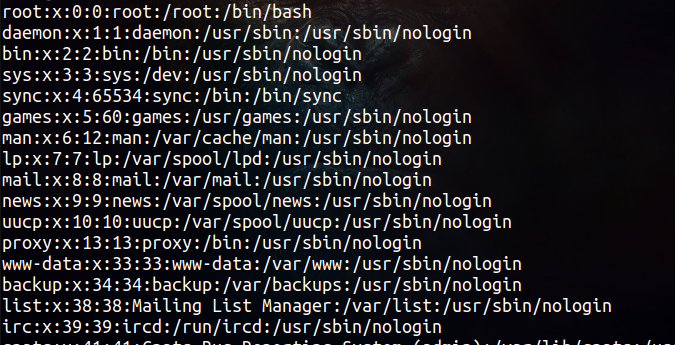 root:x:0:0:root:/root:/bin/bash
daemon:x:1:1:daemon:/usr/sbin:/usr/sbin/nologin
bin:x:2:2:bin:/bin:/usr/sbin/nologin
sys:x:3:3:sys:/dev:/usr/sbin/nologin
sync:x:4:65534:sync:/bin:/bin/sync
games:x:5:60:games:/usr/games:/usr/sbin/nologin
man:x:6:12:man:/var/cache/man:/usr/sbin/nologin
lp:x:7:7:lp:/var/spool/lpd:/usr/sbin/nologin
mail:x:8:8:mail:/var/mail:/usr/sbin/nologin
news:x:9:9:news:/var/spool/news:/usr/sbin/nologin
uucp:x:10:10:uucp:/var/spool/uucp:/usr/sbin/nologin
proxy:x:13:13:proxy:/bin:/usr/sbin/nologin
www-data:x:33:33:www-data:/var/www:/usr/sbin/nologin
backup:x:34:34:backup:/var/backups:/usr/sbin/nologin
list:x:38:38:Mailing List Manager:/var/list:/usr/sbin/nologin
irc:x:39:39:ircd:/run/ircd:/usr/sbin/nologin